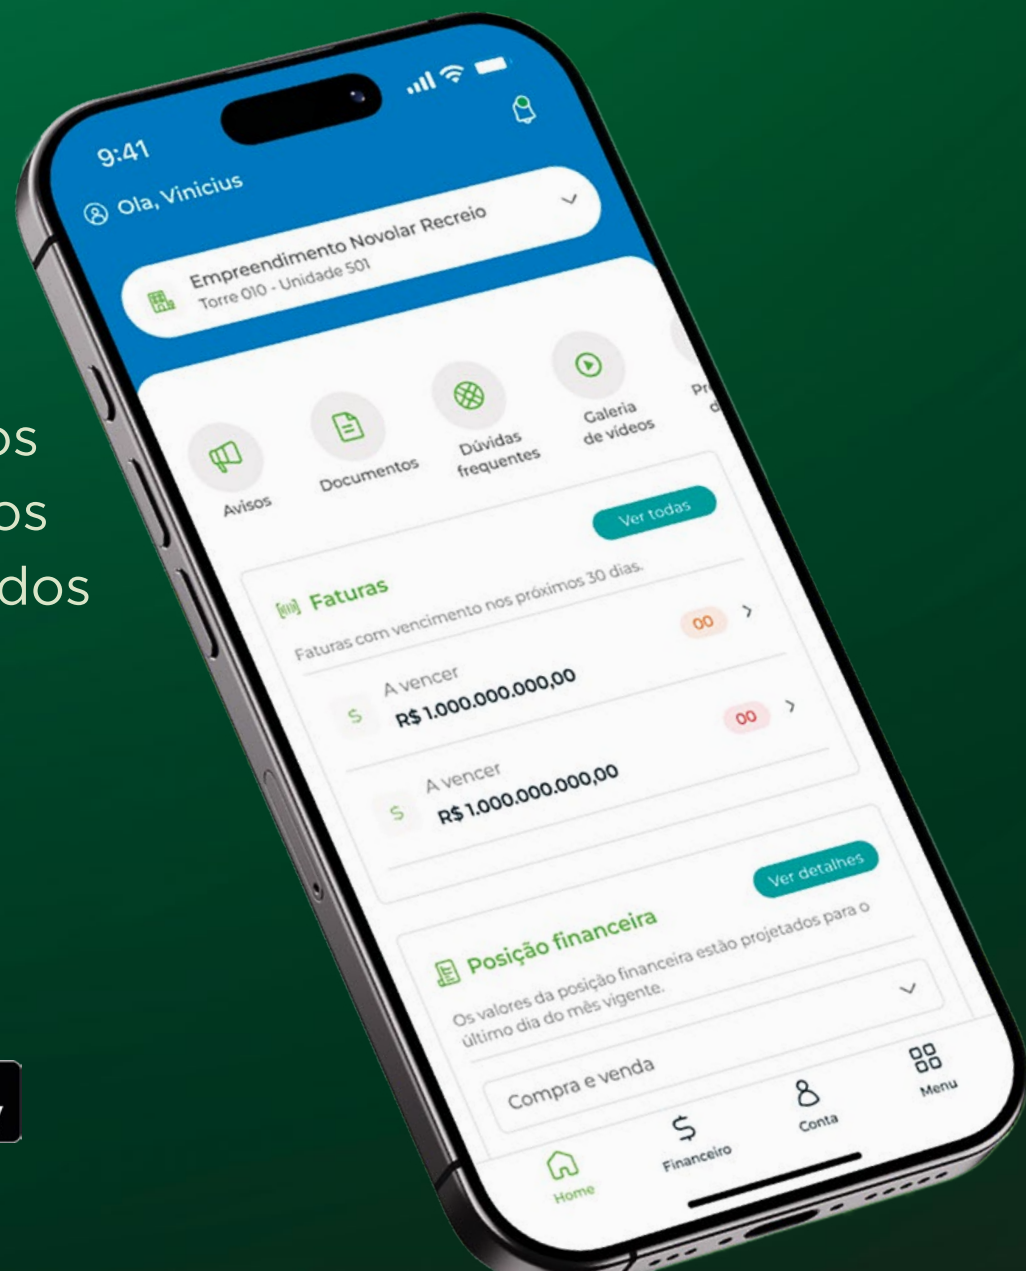 os
os
dos
9:41
Ola, Vinicius
Empreendimento Novolar Recreio
Torre 010 - Unidade 501
Avisos
Documentos
Dúvidas
frequentes
Galeria
de vídeos
Ver todas
Faturas
Faturas com vencimento nos próximos 30 dias.
A vencer
00
R$ 1.000.000.000,00
A vencer
00
R$ 1.000.000.000,00
Ver detalhes
Posição financeira
Os valores da posição financeira estão projetados para o
último dia do mês vigente.
Compra e venda
Home
Financeiro
Conta
Menu